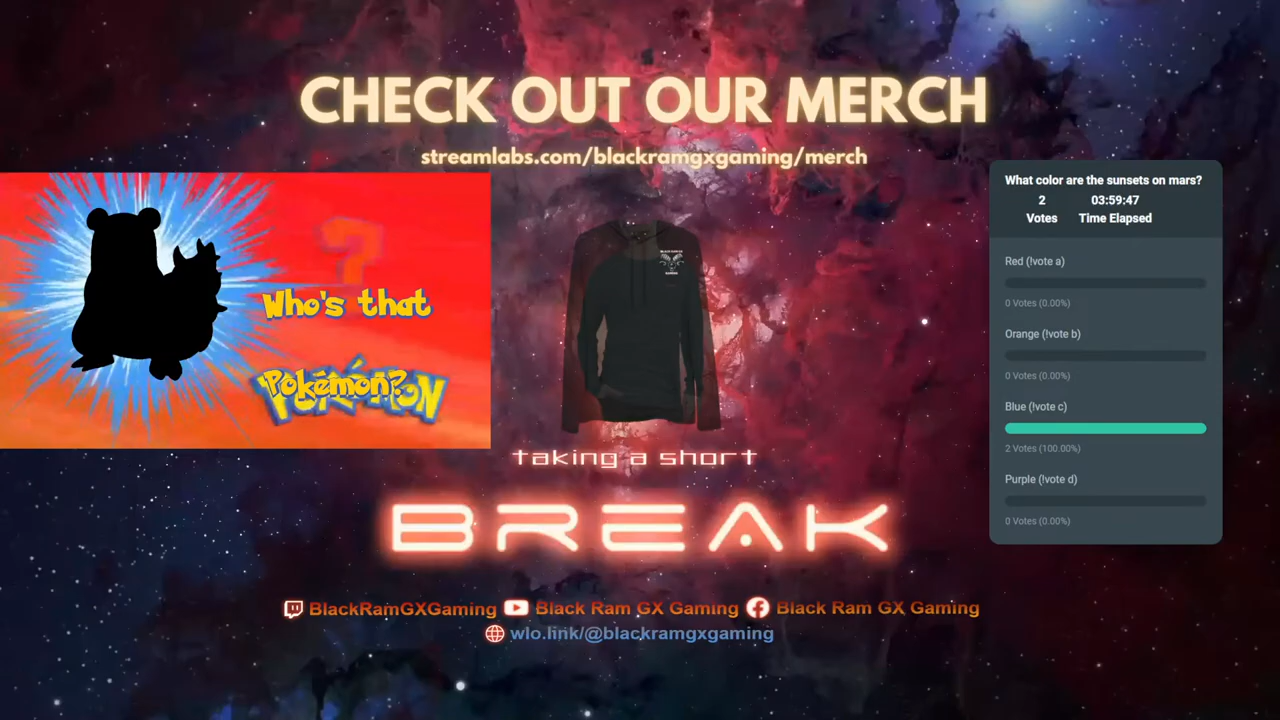 CHECK OUT OUR MERCH
streamlabs.com/blackramgxgaming/merch
?
Who's that
Pokémon?
POKÉMON
What color are the sunsets on mars?
2 03:59:47
Votes Time Elapsed
Red (!vote a)
0 Votes (0.00%)
Orange (!vote b)
0 Votes (0.00%)
Blue (!vote c)
2 Votes (100.00%)
Purple (!vote d)
0 Votes (0.00%)
taking a short
BREAK
BlackRamGXGaming Black Ram GX Gaming Black Ram GX Gaming
wlo.link/@blackramgxgaming